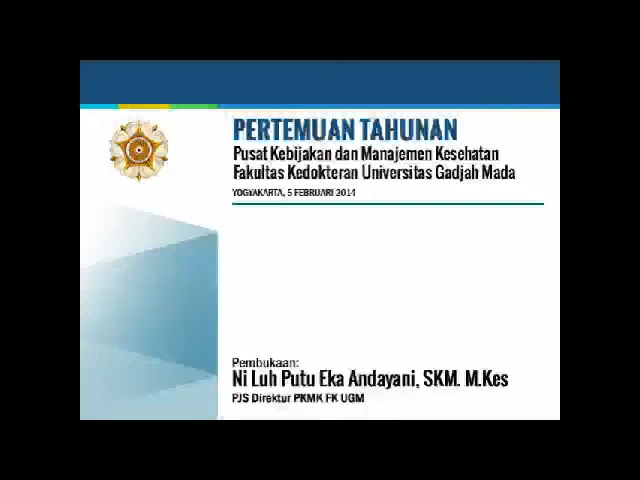 PERTEMUAN TAHUNAN
Pusat Kebijakan dan Manajemen Kesehatan
Fakultas Kedokteran Universitas Gadjah Mada
YOGYAKARTA, 5 FEBRUARI 2014
Pembukaan:
Ni Luh Putu Eka Andayani, SKM. M.Kes
PJS Direktur PKMK FK UGM